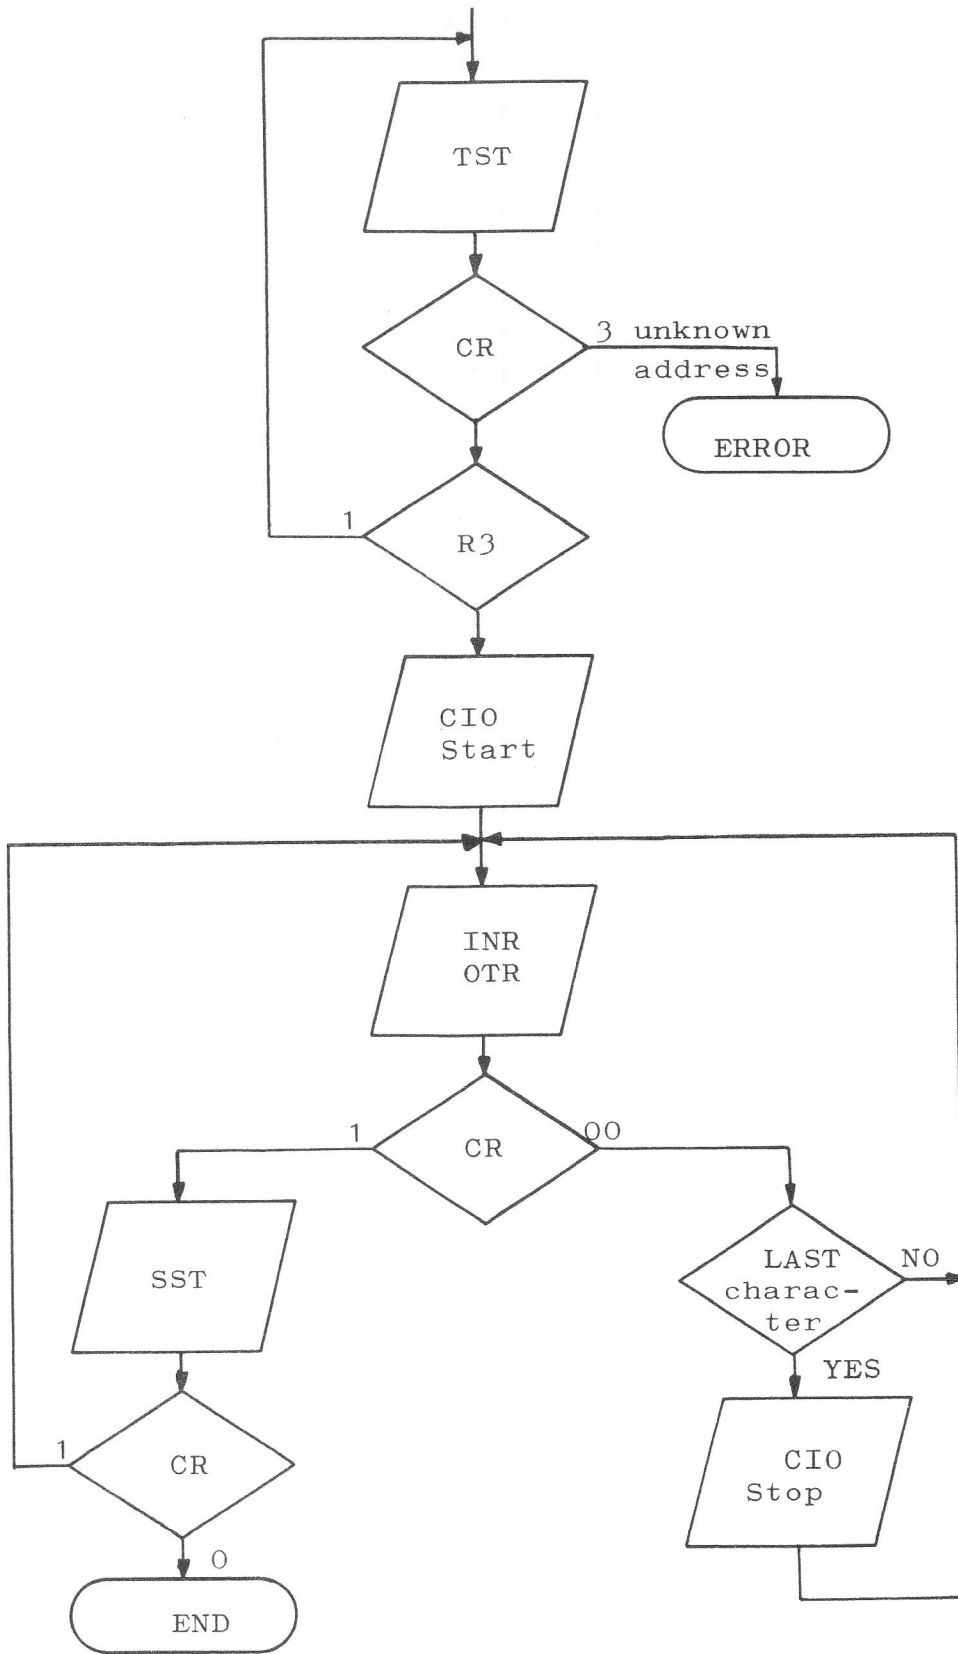 TST
CR
3 unknown
address
ERROR
1
R3
CIO
Start
INR
OTR
1
CR
00
SST
LAST
charac-
ter
NO
YES
1
CR
CIO
Stop
0
END